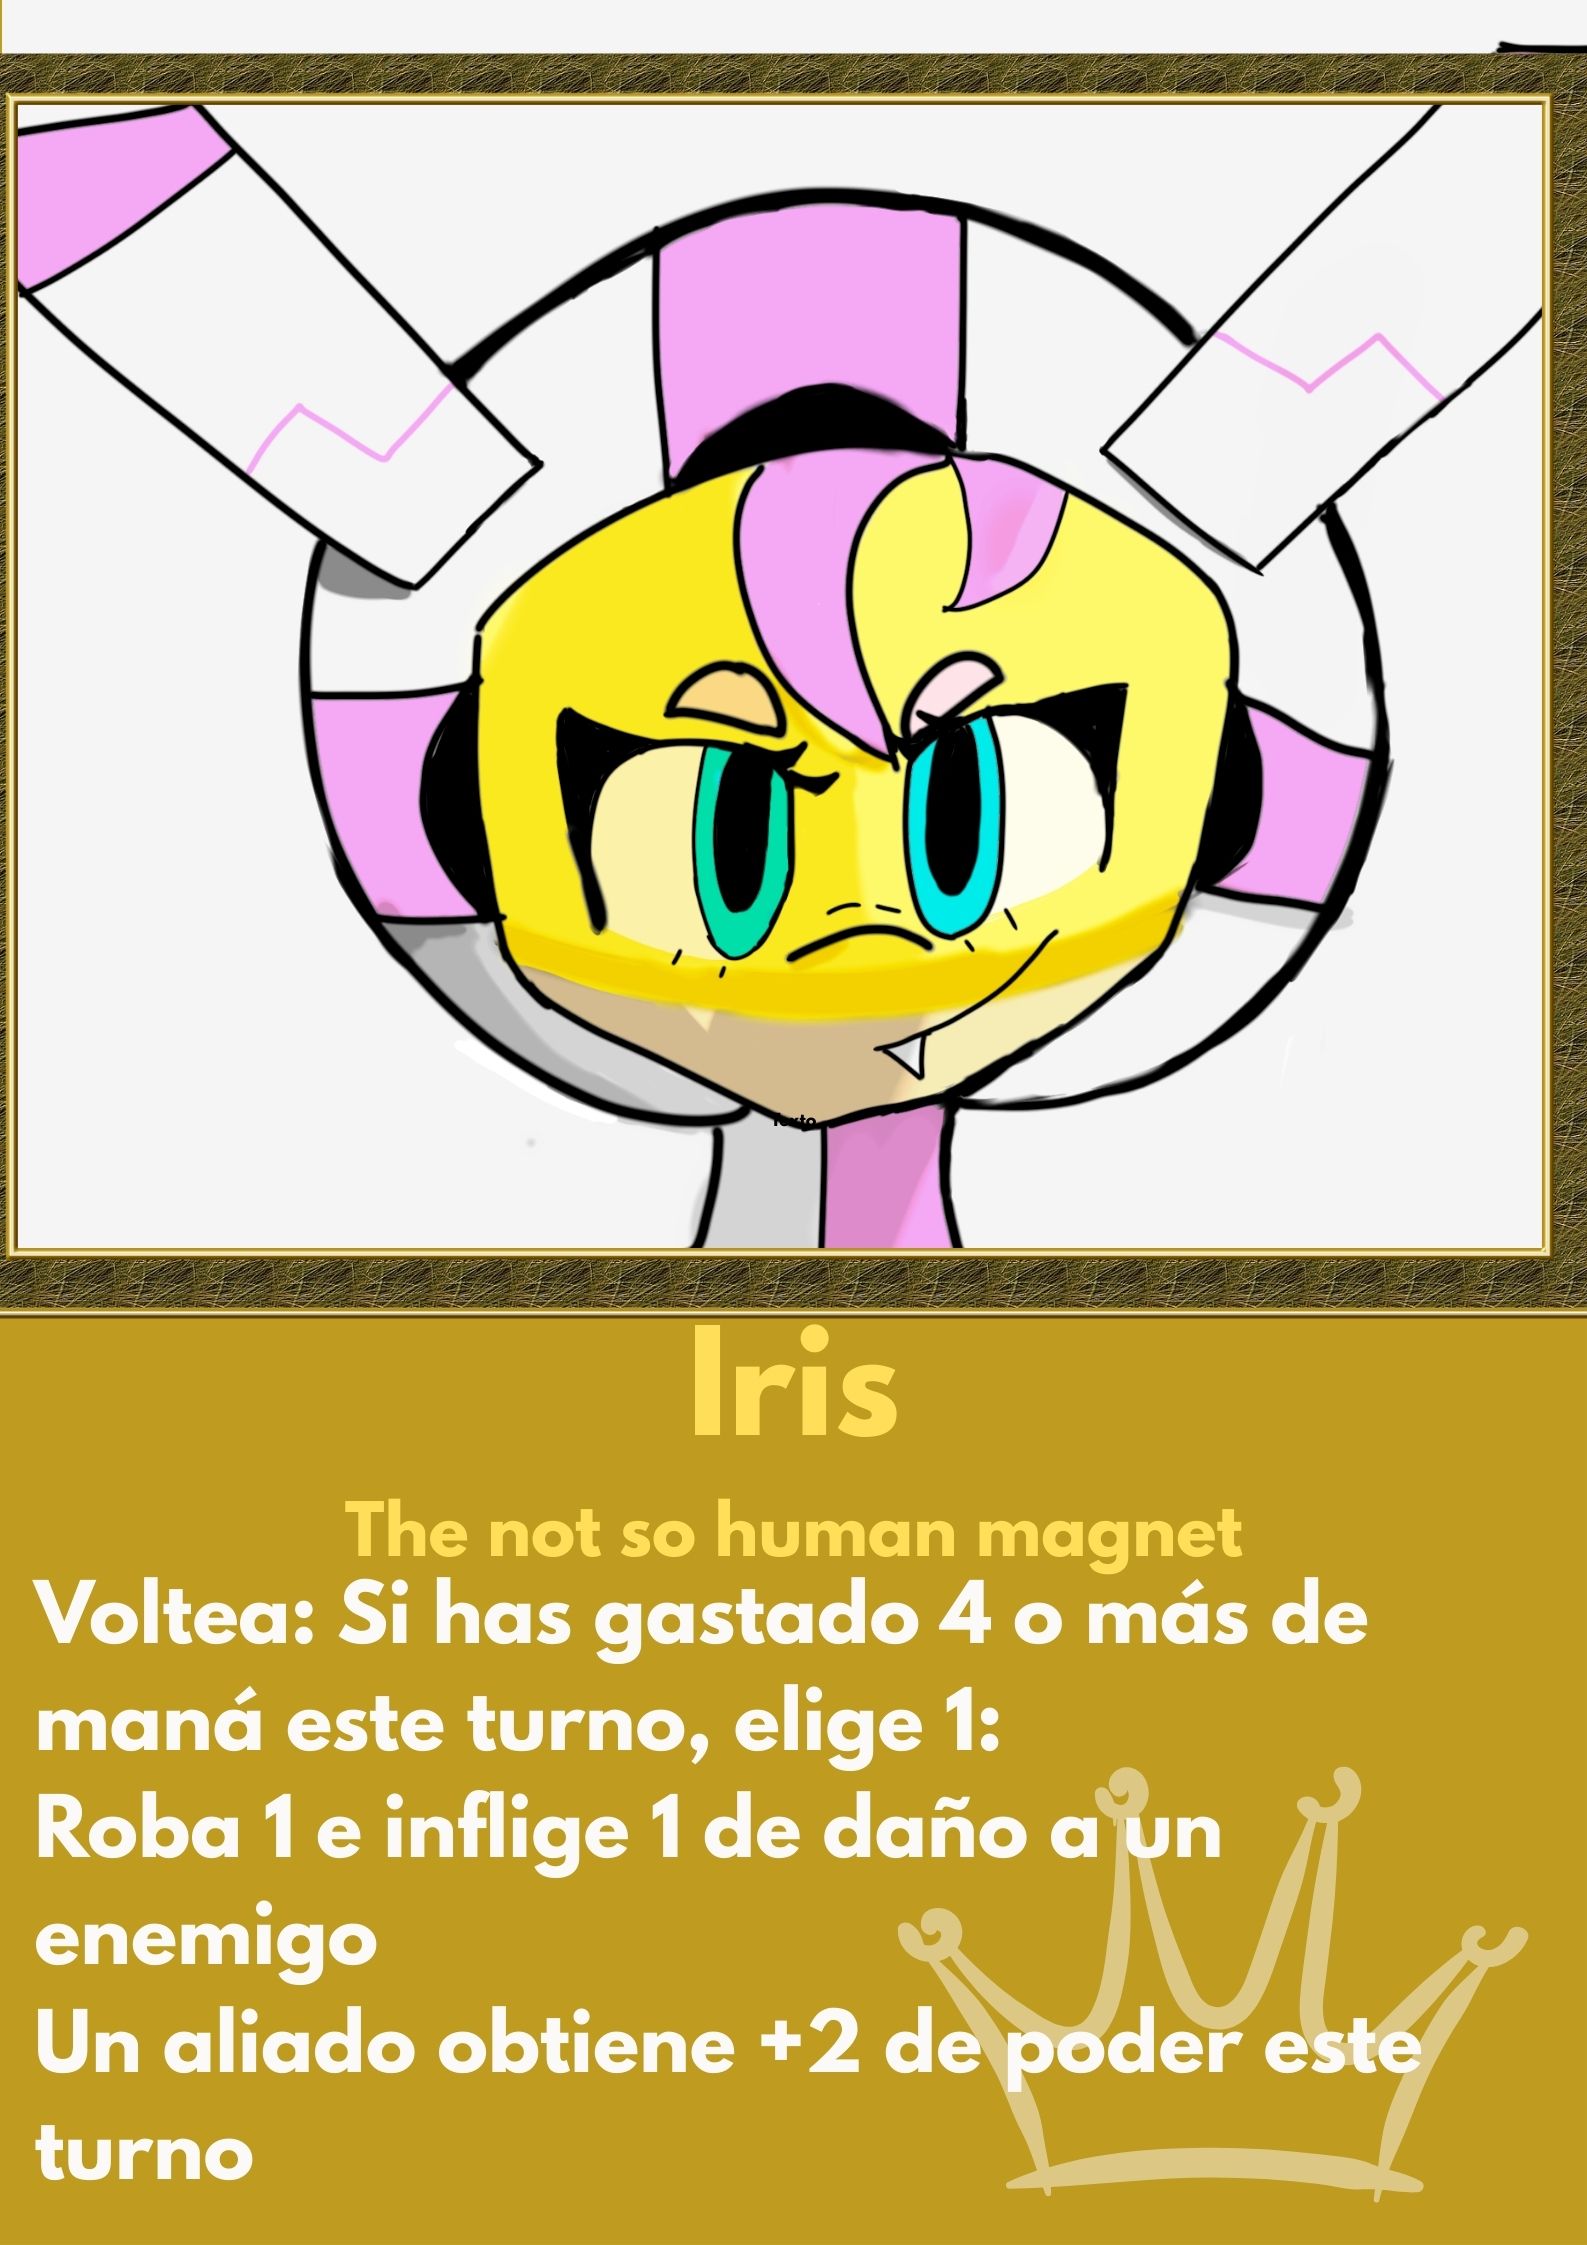 Texto
Iris
The not so human magnet
Voltea: Si has gastado 4 o más de
maná este turno, elige 1:
Roba 1 e inflige 1 de daño a un
enemigo
Un aliado obtiene +2 de poder este
turno